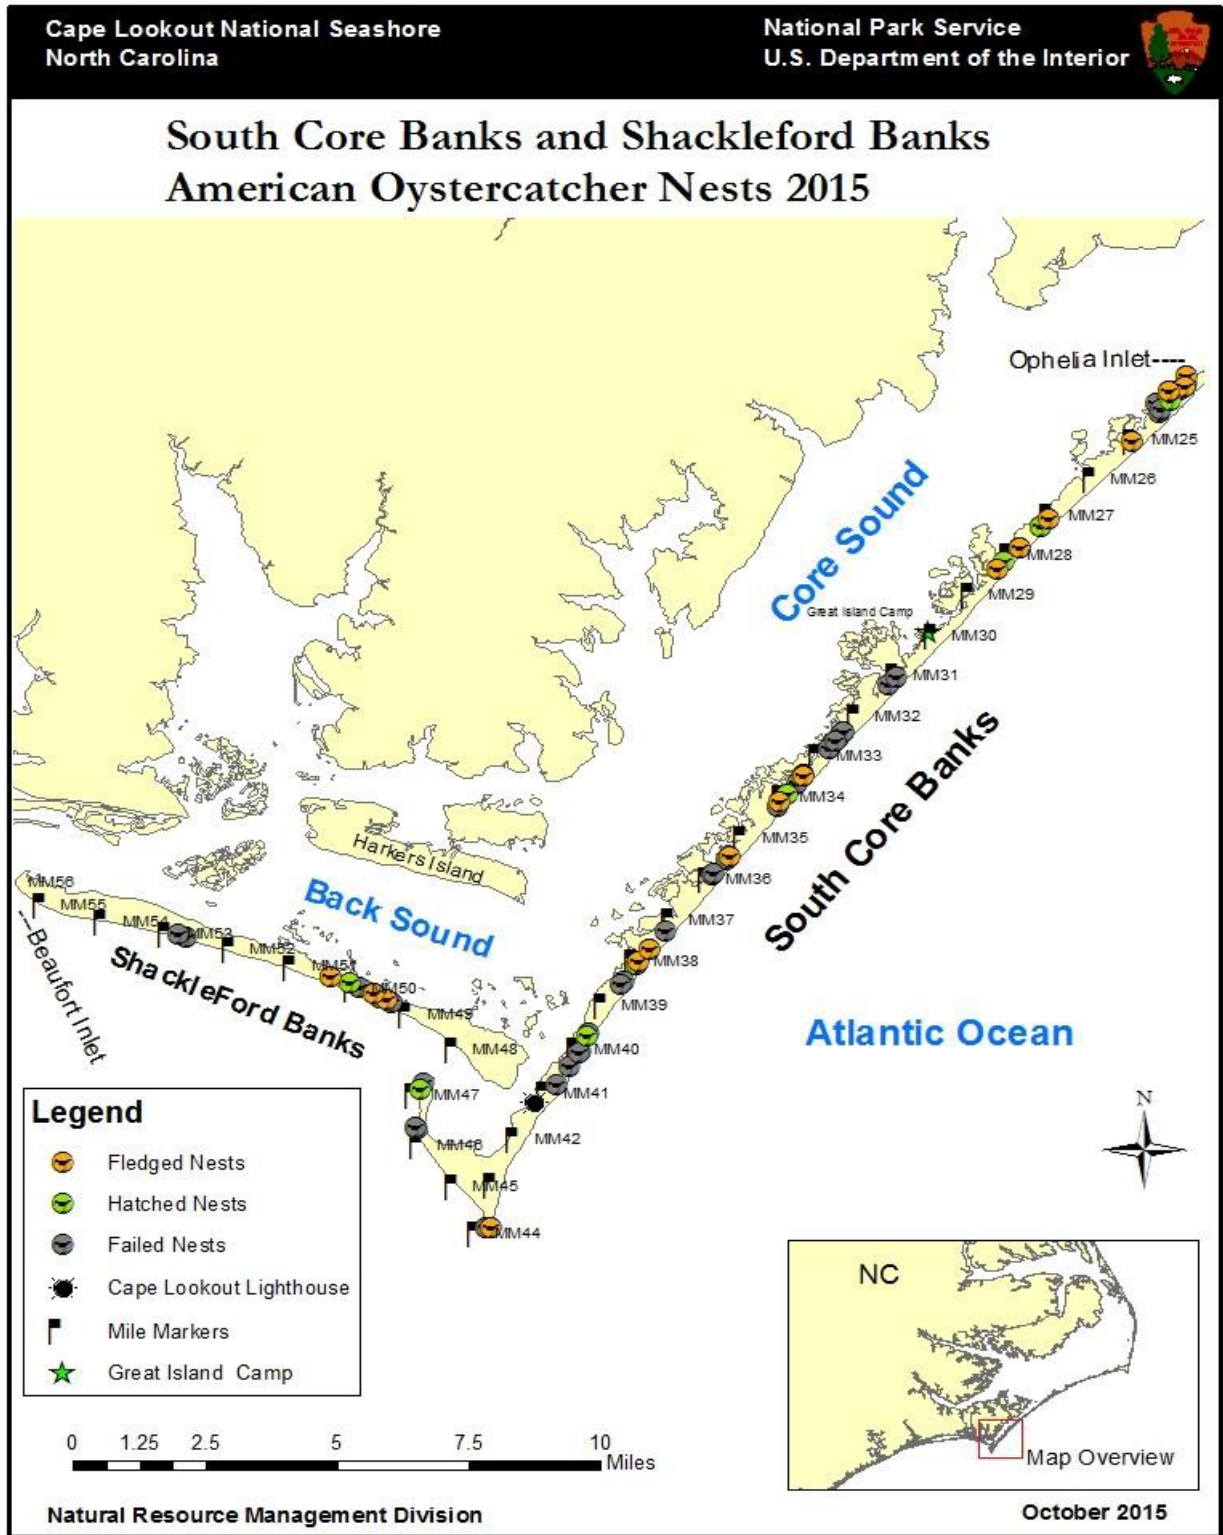 Cape Lookout National Seashore
North Carolina
National Park Service
U.S. Department of the Interior
South Core Banks and Shackleford Banks
American Oystercatcher Nests 2015
Ophelia Inlet----
MM25
MM26
MM27
MM28
MM29
Core Sound
Great Island Camp
MM30
MM31
MM32
MM33
MM34
MM35
MM36
MM37
MM38
MM39
MM40
MM41
MM42
MM44
MM45
MM46
MM47
MM48
MM49
MM50
MM51
MM52
MM53
MM54
MM55
MM56
South Core Banks
Harkers Island
Back Sound
ShackleFord Banks
----Beaufort Inlet
Atlantic Ocean
N
Legend
Fledged Nests
Hatched Nests
Failed Nests
Cape Lookout Lighthouse
Mile Markers
Great Island Camp
NC
Map Overview
0 1.25 2.5 5 7.5 10
Miles
Natural Resource Management Division
October 2015